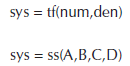 sys = tf(num,den)
sys = ss(A,B,C,D)